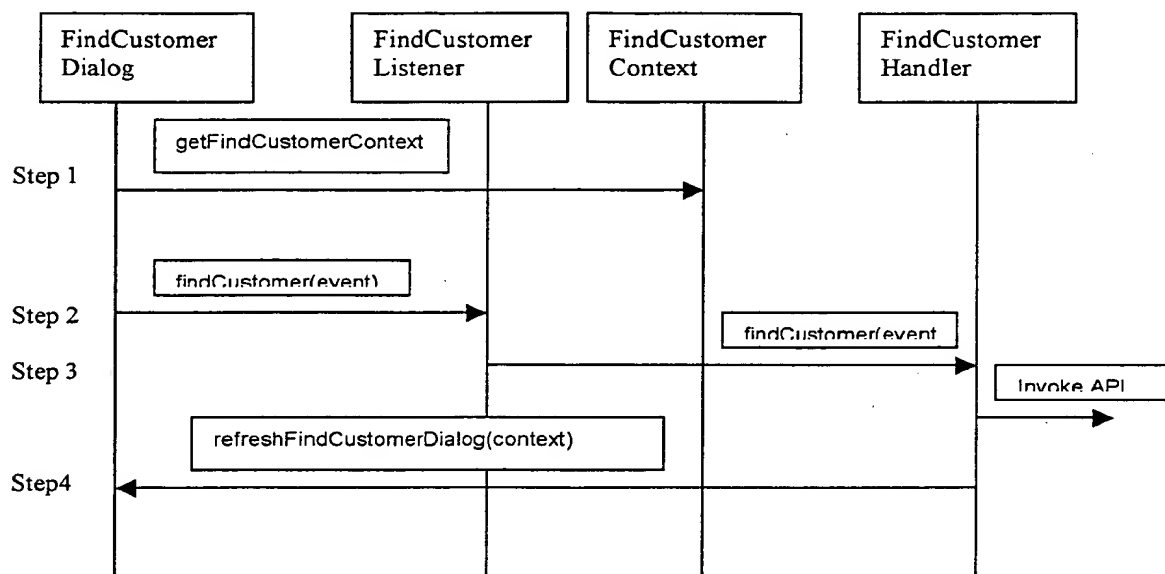 FindCustomer
Dialog
FindCustomer
Listener
FindCustomer
Context
FindCustomer
Handler
getFindCustomerContext
Step 1
findCustomer(event)
Step 2
findCustomer(event
Step 3
Invoke API
refreshFindCustomerDialog(context)
Step4